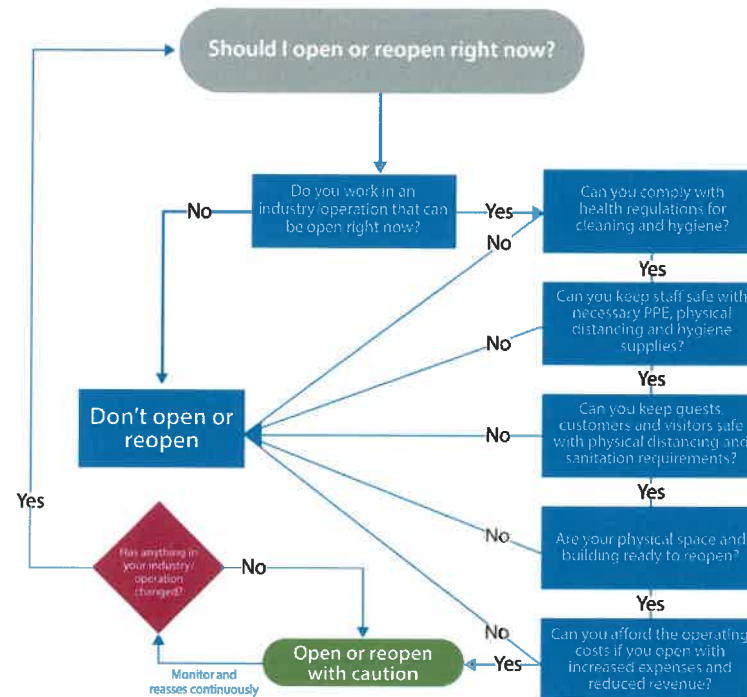 Should I open or reopen right now?
Do you work in an
industry/operation that can
be open right now?
No
Yes
Can you comply with
health regulations for
cleaning and hygiene?
No
Yes
Can you keep staff safe with
necessary PPE, physical
distancing and hygiene
supplies?
No
Yes
Don't open or
reopen
Can you keep guests,
customers and visitors safe
with physical distancing and
sanitation requirements?
No
Yes
Yes
Has anything in
your industry/
operation
changed?
No
Are your physical space and
building ready to reopen?
No
Yes
Can you afford the operating
costs if you open with
increased expenses and
reduced revenue?
No
Yes
Open or reopen
with caution
Monitor and
reasses continuously